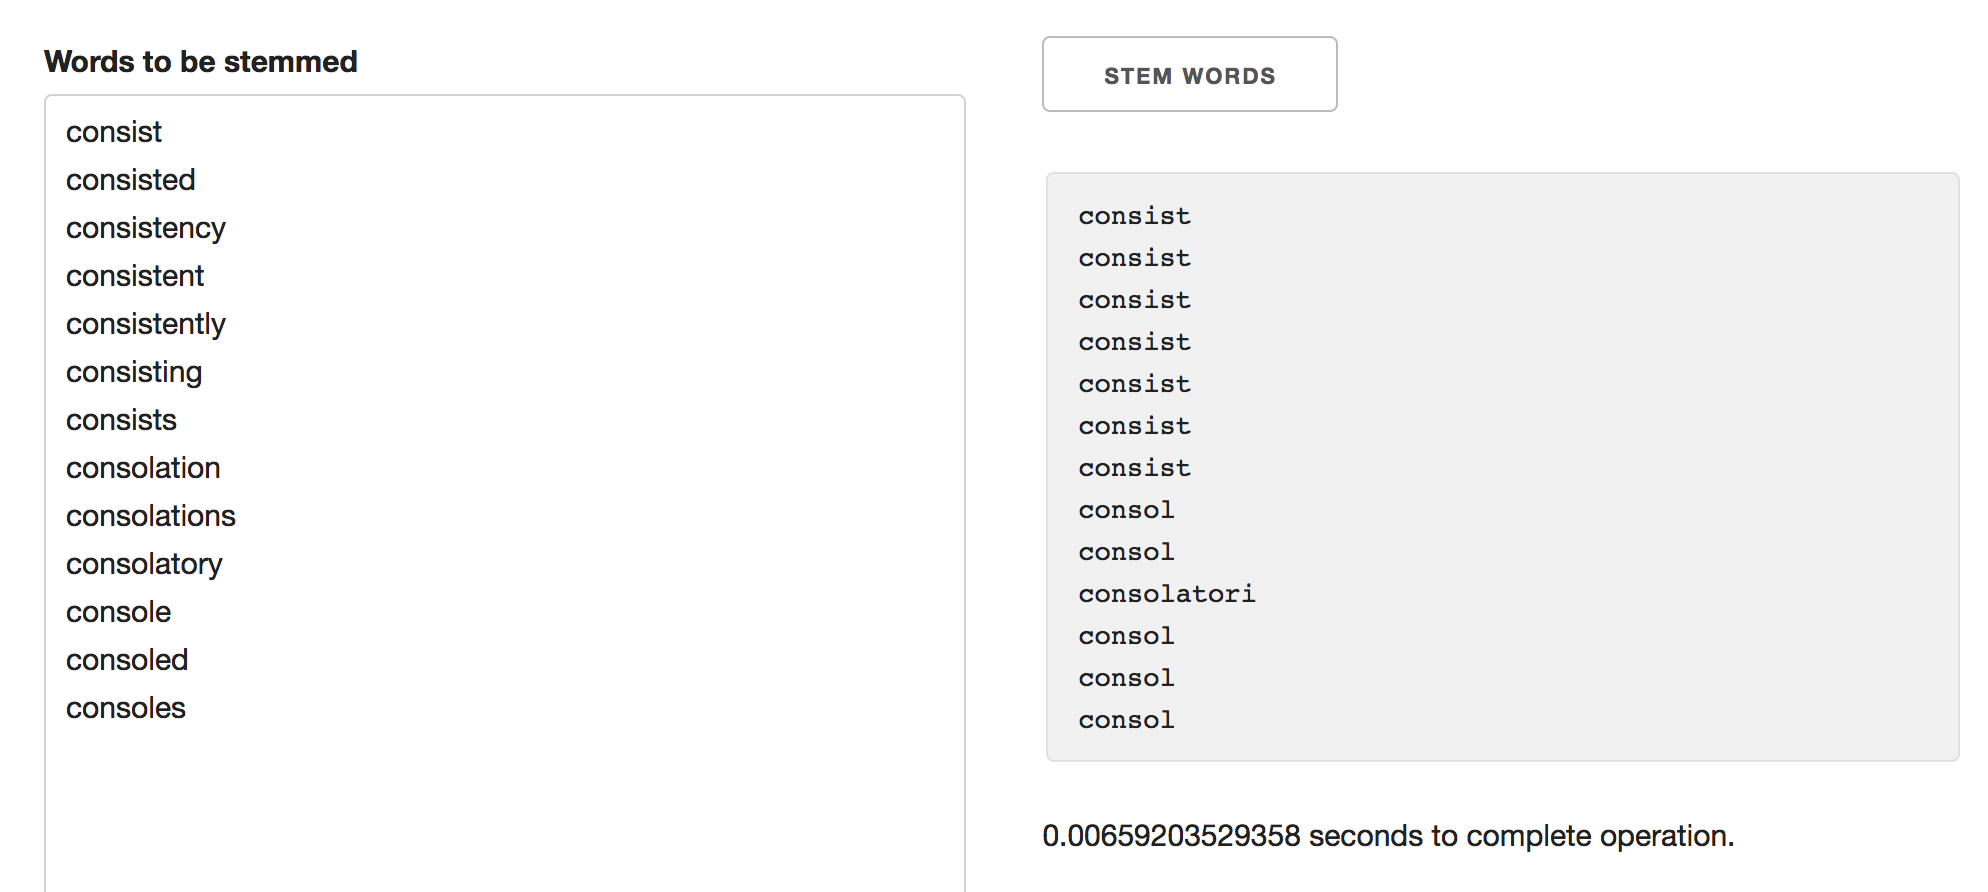 Words to be stemmed
consist
consisted
consistency
consistent
consistently
consisting
consists
consolation
consolations
consolatory
console
consoled
consoles
STEM WORDS
consist
consist
consist
consist
consist
consist
consist
consol
consol
consolatori
consol
consol
consol
0.00659203529358 seconds to complete operation.